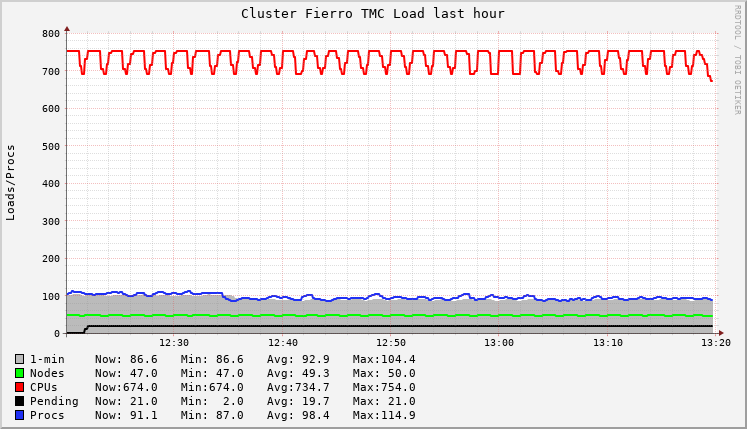 Cluster Fierro TMC Load last hour
RRDTOOL / TOBI OETIKER
Loads/Procs
800
700
600
500
400
300
200
100
0
12:30 12:40 12:50 13:00 13:10 13:20
1-min Now: 86.6 Min: 86.6 Avg: 92.9 Max:104.4
Nodes Now: 47.0 Min: 47.0 Avg: 49.3 Max: 50.0
CPUs Now:674.0 Min:674.0 Avg:734.7 Max:754.0
Pending Now: 21.0 Min: 2.0 Avg: 19.7 Max: 21.0
Procs Now: 91.1 Min: 87.0 Avg: 98.4 Max:114.9